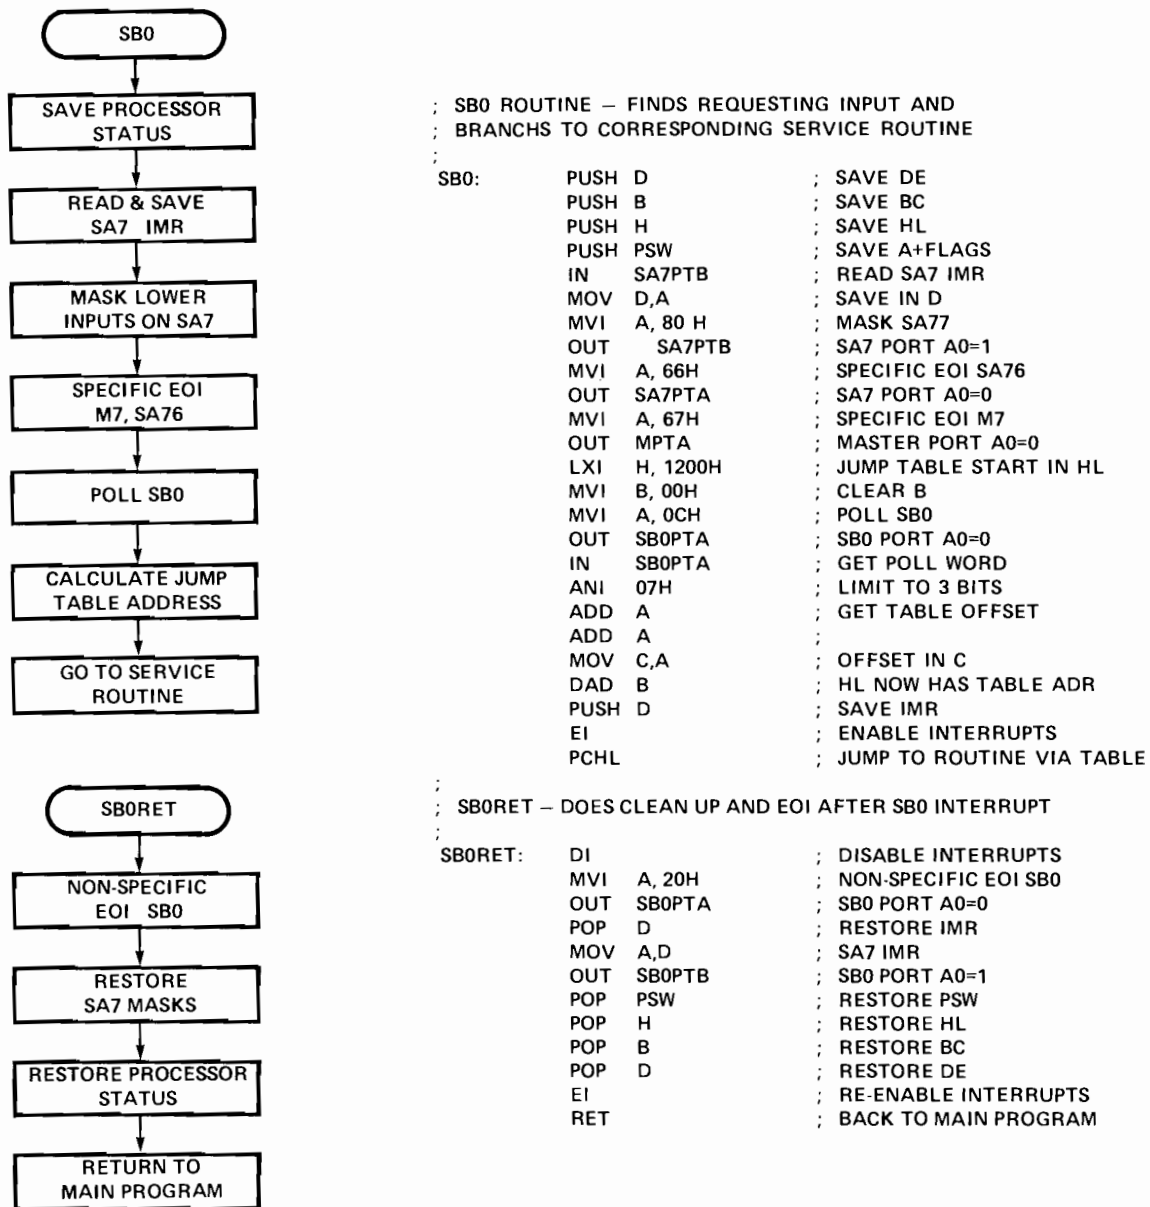 SB0
SAVE PROCESSOR
STATUS
READ & SAVE
SA7 IMR
MASK LOWER
INPUTS ON SA7
SPECIFIC EOI
M7, SA76
POLL SB0
CALCULATE JUMP
TABLE ADDRESS
GO TO SERVICE
ROUTINE
; SB0 ROUTINE – FINDS REQUESTING INPUT AND
; BRANCHS TO CORRESPONDING SERVICE ROUTINE
;
SB0: PUSH D ; SAVE DE
PUSH B ; SAVE BC
PUSH H ; SAVE HL
PUSH PSW ; SAVE A+FLAGS
IN SA7PTB ; READ SA7 IMR
MOV D,A ; SAVE IN D
MVI A, 80 H ; MASK SA77
OUT SA7PTB ; SA7 PORT A0=1
MVI A, 66H ; SPECIFIC EOI SA76
OUT SA7PTA ; SA7 PORT A0=0
MVI A, 67H ; SPECIFIC EOI M7
OUT MPTA ; MASTER PORT A0=0
LXI H, 1200H ; JUMP TABLE START IN HL
MVI B, 00H ; CLEAR B
MVI A, 0CH ; POLL SB0
OUT SB0PTA ; SB0 PORT A0=0
IN SB0PTA ; GET POLL WORD
ANI 07H ; LIMIT TO 3 BITS
ADD A ; GET TABLE OFFSET
ADD A ;
MOV C,A ; OFFSET IN C
DAD B ; HL NOW HAS TABLE ADR
PUSH D ; SAVE IMR
EI ; ENABLE INTERRUPTS
PCHL ; JUMP TO ROUTINE VIA TABLE
SB0RET
NON-SPECIFIC
EOI SB0
RESTORE
SA7 MASKS
RESTORE PROCESSOR
STATUS
RETURN TO
MAIN PROGRAM
;
; SB0RET – DOES CLEAN UP AND EOI AFTER SB0 INTERRUPT
;
SB0RET: DI ; DISABLE INTERRUPTS
MVI A, 20H ; NON-SPECIFIC EOI SB0
OUT SB0PTA ; SB0 PORT A0=0
POP D ; RESTORE IMR
MOV A,D ; SA7 IMR
OUT SB0PTB ; SB0 PORT A0=1
POP PSW ; RESTORE PSW
POP H ; RESTORE HL
POP B ; RESTORE BC
POP D ; RESTORE DE
EI ; RE-ENABLE INTERRUPTS
RET ; BACK TO MAIN PROGRAM